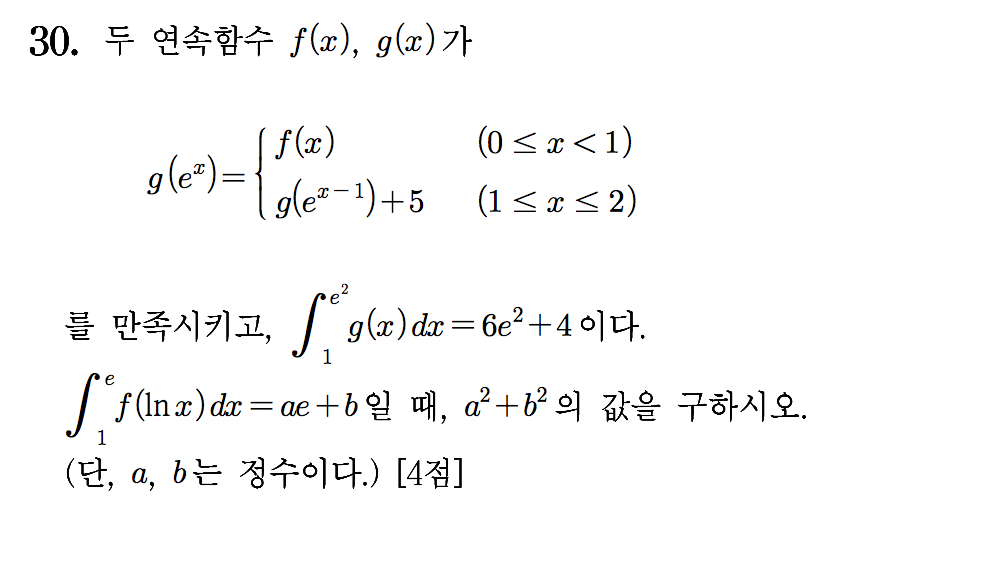 30. 두 연속함수 f(x), g(x)가
g(e^x) = { f(x) (0 ≤ x < 1)
g(e^{x-1})+5 (1 ≤ x ≤ 2)
를 만족시키고, ∫_1^{e^2} g(x)dx = 6e^2+4이다.
∫_1^e f(ln x)dx = ae+b일 때, a^2+b^2의 값을 구하시오.
(단, a, b는 정수이다.) [4점]